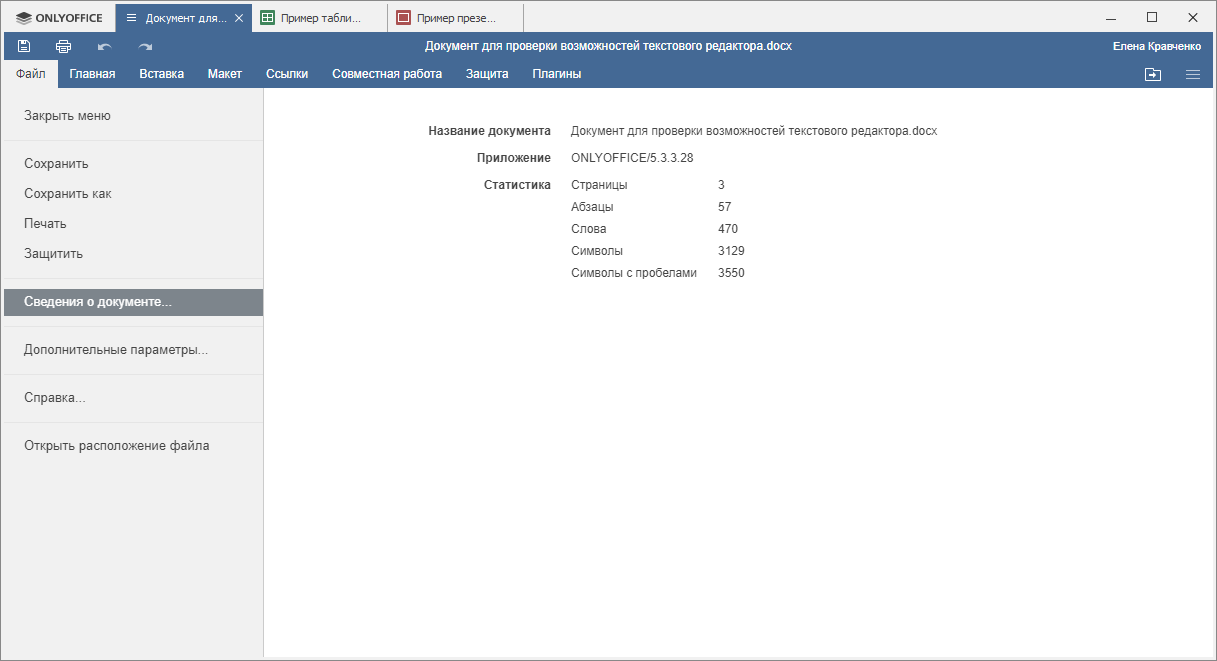 ONLYOFFICE Документ для... Пример табли... Пример презе...
Документ для проверки возможностей текстового редактора.docx Елена Кравченко
Файл Главная Вставка Макет Ссылки Совместная работа Защита Плагины
Закрыть меню
Сохранить
Сохранить как
Печать
Защитить
Сведения о документе...
Дополнительные параметры...
Справка...
Открыть расположение файла
Название документа Документ для проверки возможностей текстового редактора.docx
Приложение ONLYOFFICE/5.3.3.28
Статистика Страницы 3
Абзацы 57
Слова 470
Символы 3129
Символы с пробелами 3550